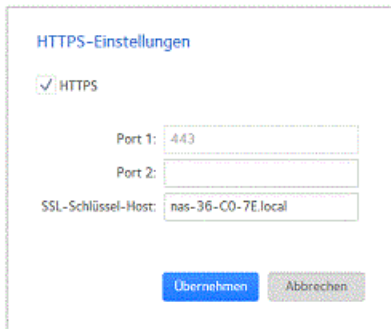 HTTPS-Einstellungen
HTTPS
Port 1: 443
Port 2:
SSL-Schlüssel-Host: nas-36-C0-7E.local
Übernehmen Abbrechen